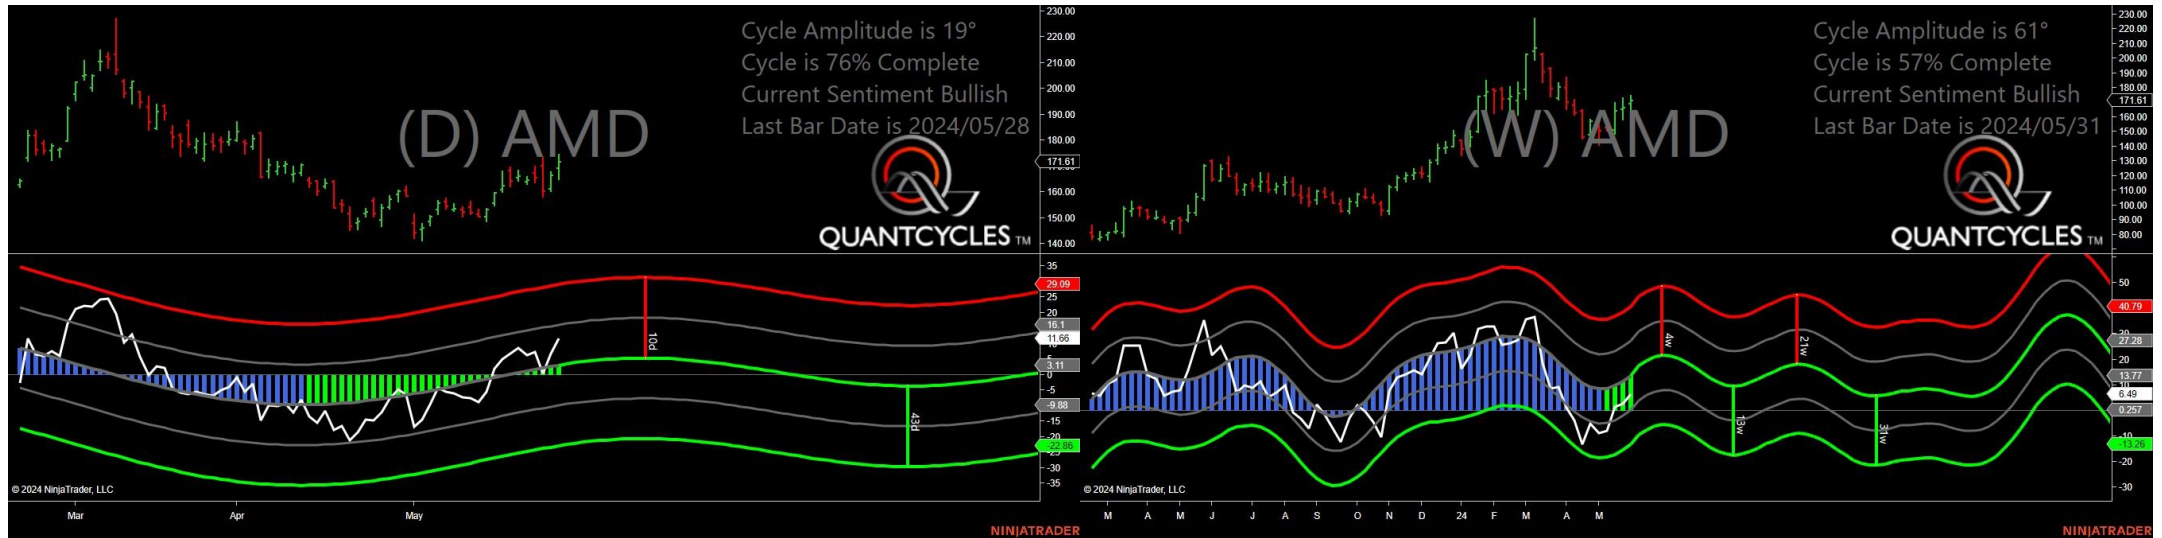 Cycle Amplitude is 19°
Cycle is 76% Complete
Current Sentiment Bullish
Last Bar Date is 2024/05/28
(D) AMD
QUANTCYCLES TM
230.00
220.00
210.00
200.00
190.00
180.00
171.61
160.00
150.00
140.00
35
29.09
25
20
16.1
11.66
5
3.11
0
-5
-9.88
-15
-20
-22.86
-25
-30
-35
10d
43d
© 2024 NinjaTrader, LLC
Mar
Apr
May
NINJATRADER
Cycle Amplitude is 61°
Cycle is 57% Complete
Current Sentiment Bullish
Last Bar Date is 2024/05/31
(W) AMD
QUANTCYCLES TM
230.00
220.00
210.00
200.00
190.00
180.00
171.61
160.00
150.00
140.00
130.00
120.00
110.00
100.00
90.00
80.00
50
40.79
30
27.28
20
13.77
10
6.49
0.257
-10
-13.26
-20
-30
4w
13w
21w
31w
© 2024 NinjaTrader, LLC
M A M J J A S O N D 24 F M A M
NINJATRADER